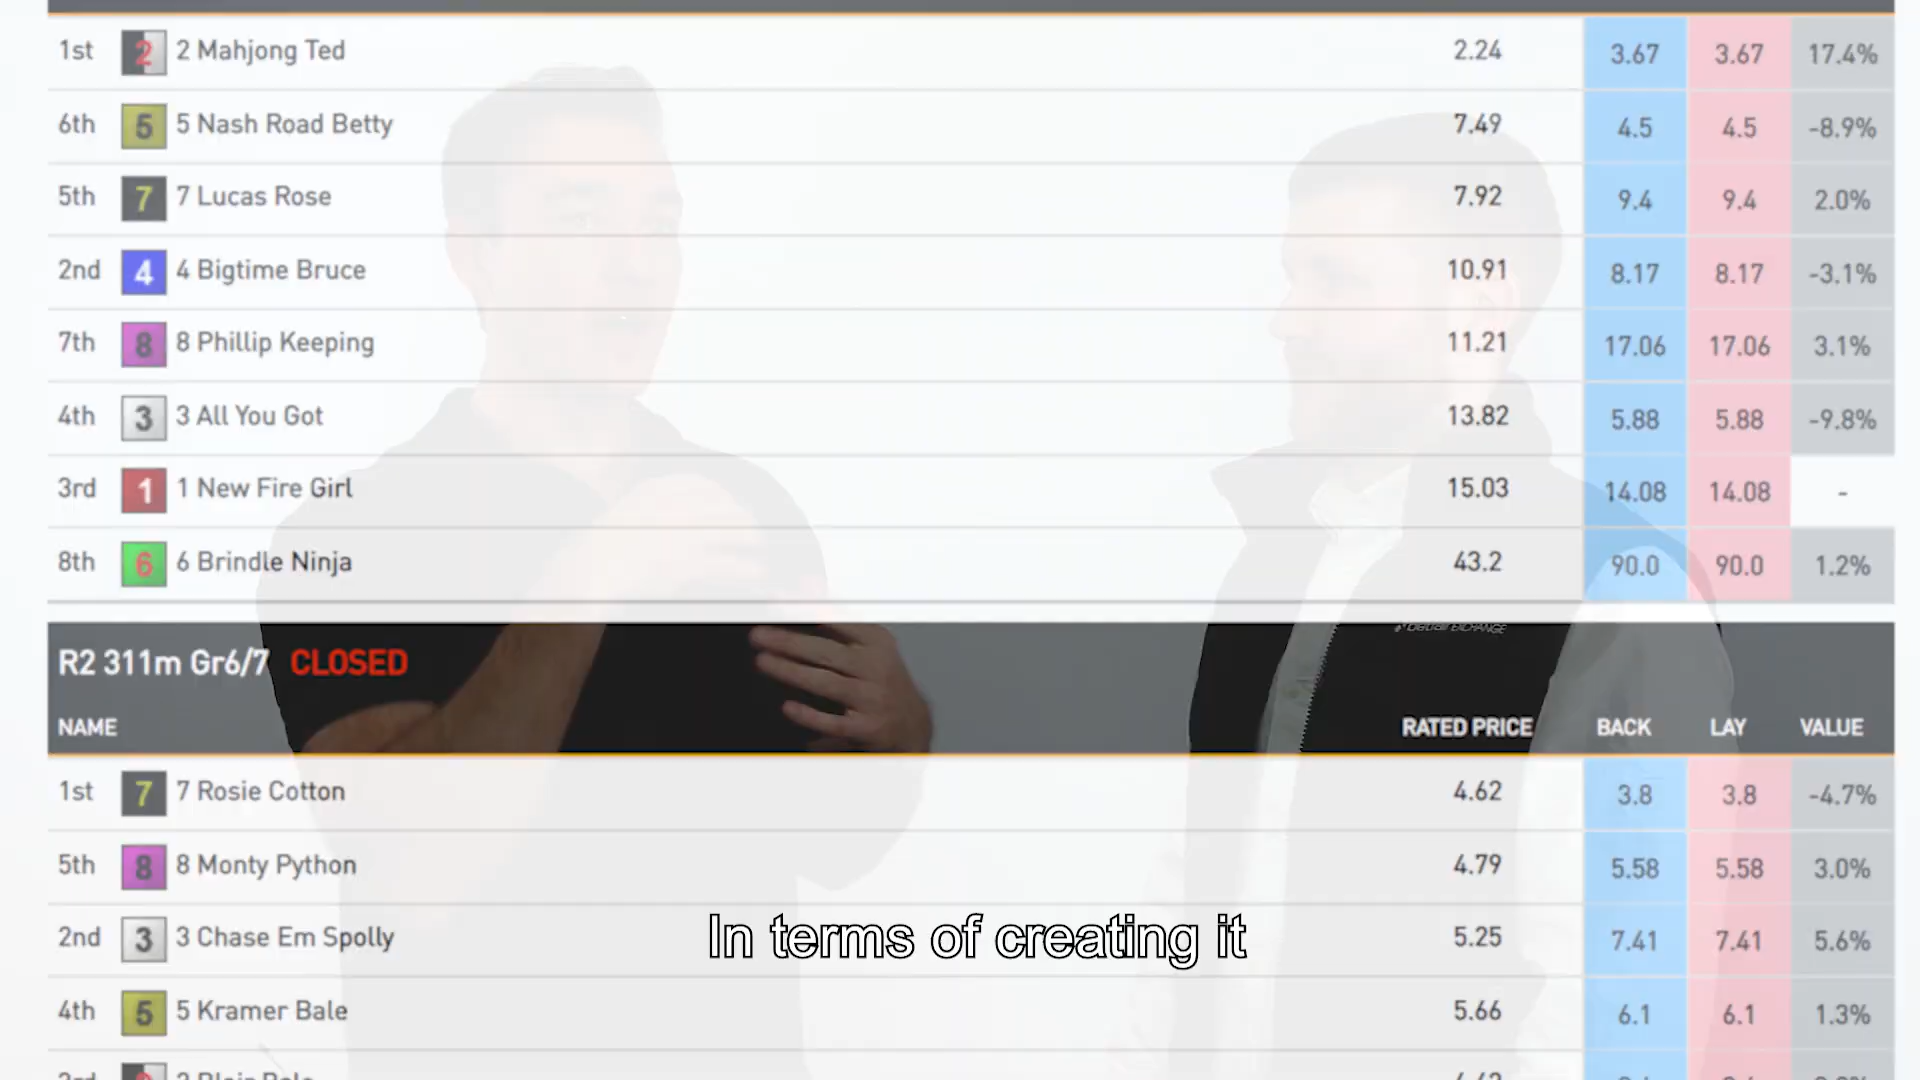 1st 2 2 Mahjong Ted 2.24 3.67 3.67 17.4%
6th 5 5 Nash Road Betty 7.49 4.5 4.5 -8.9%
5th 7 7 Lucas Rose 7.92 9.4 9.4 2.0%
2nd 4 4 Bigtime Bruce 10.91 8.17 8.17 -3.1%
7th 8 8 Phillip Keeping 11.21 17.06 17.06 3.1%
4th 3 3 All You Got 13.82 5.88 5.88 -9.8%
3rd 1 1 New Fire Girl 15.03 14.08 14.08 -
8th 6 6 Brindle Ninja 43.2 90.0 90.0 1.2%
EXCHANGE
R2 311m Gr6/7 CLOSED
NAME RATED PRICE BACK LAY VALUE
1st 7 7 Rosie Cotton 4.62 3.8 3.8 -4.7%
5th 8 8 Monty Python 4.79 5.58 5.58 3.0%
2nd 3 3 Chase Em Spolly 5.25 7.41 7.41 5.6%
In terms of creating it
4th 5 5 Kramer Bale 5.66 6.1 6.1 1.3%